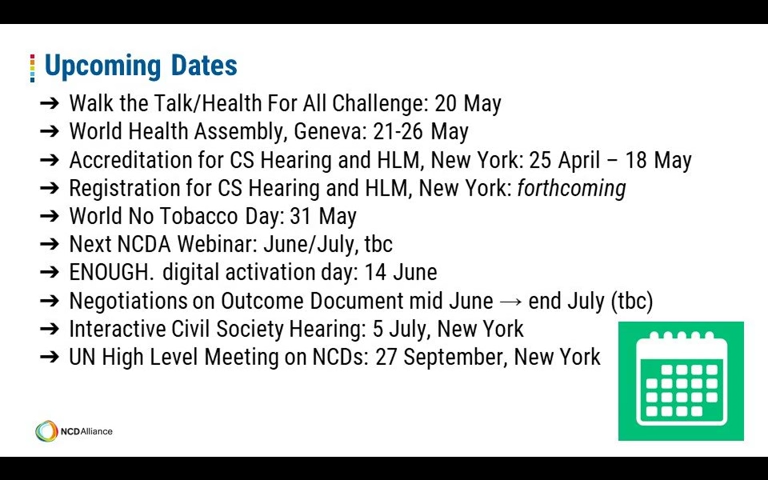 Upcoming Dates
➔ Walk the Talk/Health For All Challenge: 20 May
➔ World Health Assembly, Geneva: 21-26 May
➔ Accreditation for CS Hearing and HLM, New York: 25 April – 18 May
➔ Registration for CS Hearing and HLM, New York: forthcoming
➔ World No Tobacco Day: 31 May
➔ Next NCDA Webinar: June/July, tbc
➔ ENOUGH. digital activation day: 14 June
➔ Negotiations on Outcome Document mid June → end July (tbc)
➔ Interactive Civil Society Hearing: 5 July, New York
➔ UN High Level Meeting on NCDs: 27 September, New York
NCDAlliance